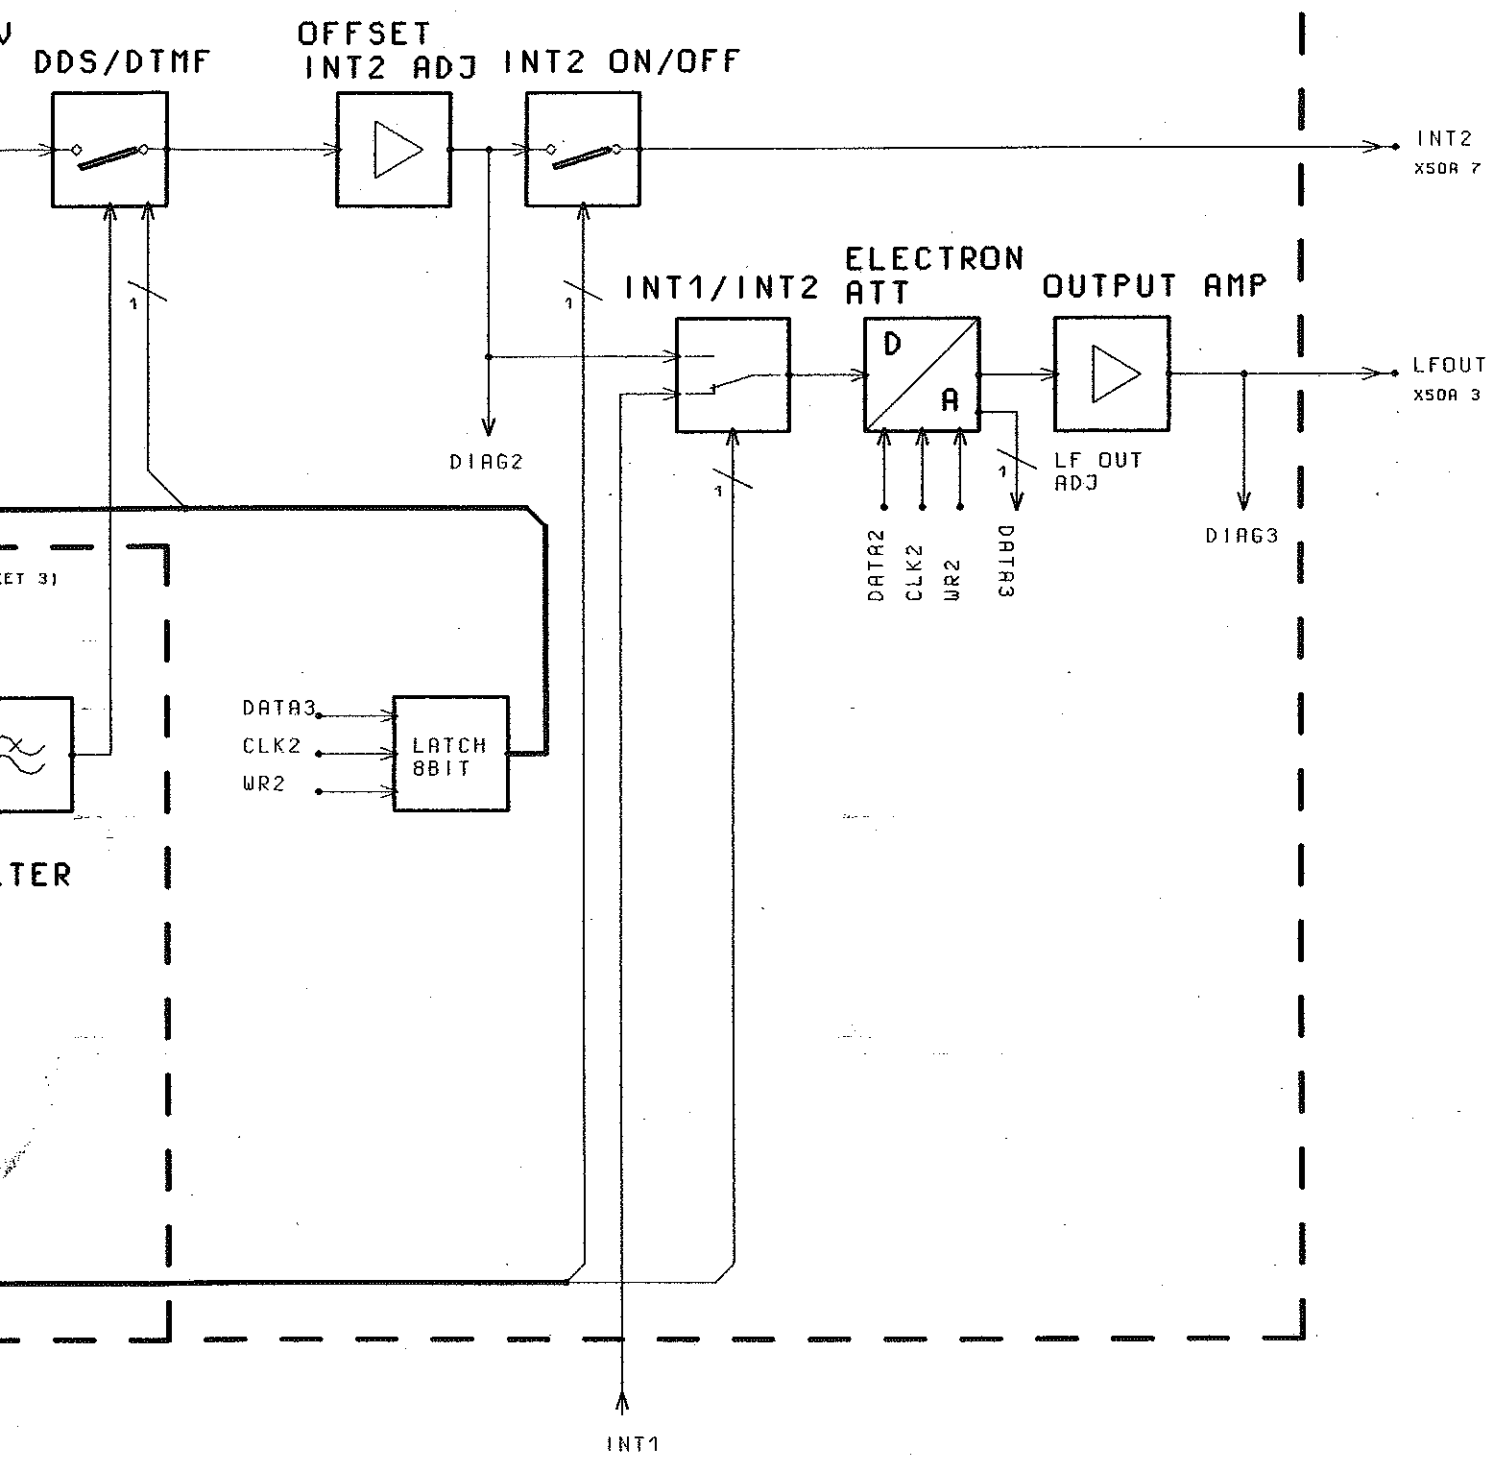 DDS/DTMF
OFFSET
INT2 ADJ
INT2 ON/OFF
INT2
X50A 7
1
1
INT1/INT2
ELECTRON
ATT
OUTPUT AMP
D
A
LFOUT
X50A 3
DIAG2
1
1
LF OUT
ADJ
DIAG3
DATA2
CLK2
WR2
DATA3
ET 3)
DATA3
CLK2
WR2
LATCH
8BIT
LTER
INT1